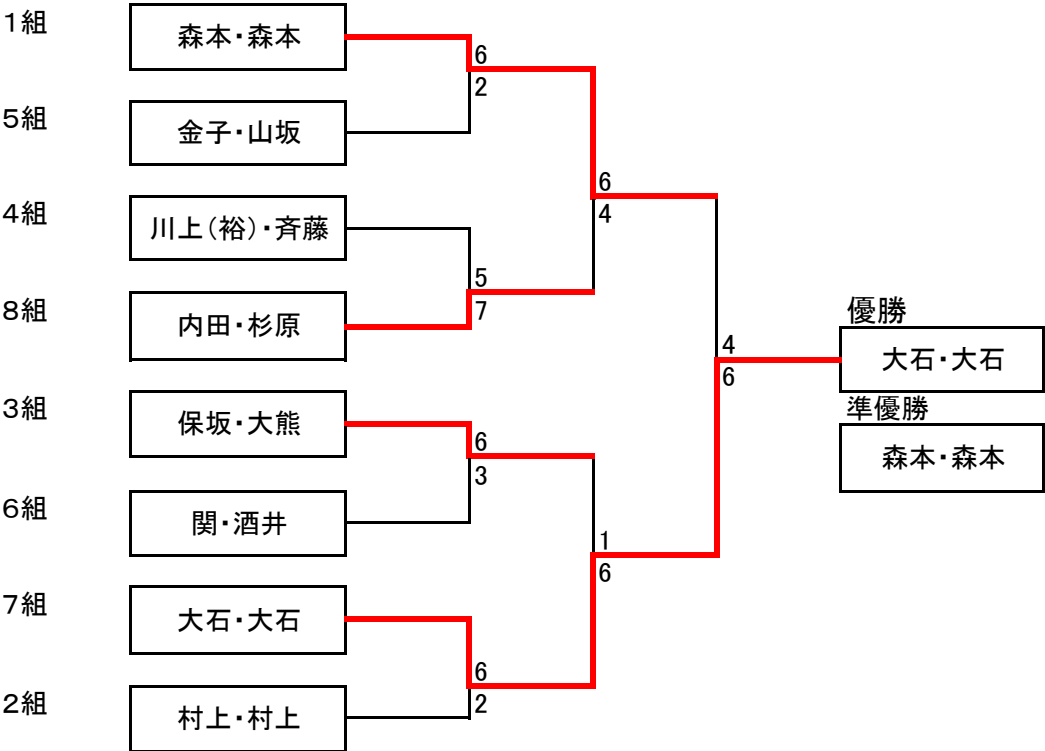 １組
森本・森本
6
2
５組
金子・山坂
6
4
４組
川上（裕）・斉藤
5
7
８組
内田・杉原
優勝
大石・大石
4
6
準優勝
森本・森本
３組
保坂・大熊
6
3
６組
関・酒井
1
6
７組
大石・大石
6
2
２組
村上・村上